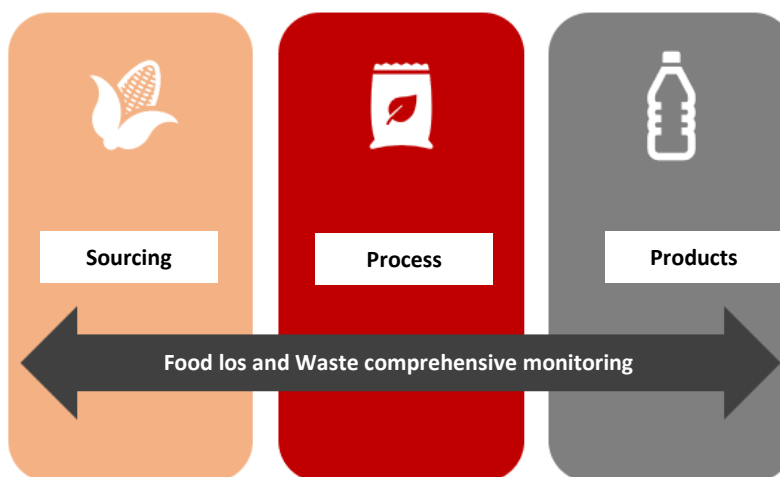 Sourcing
Process
Products
Food los and Waste comprehensive monitoring